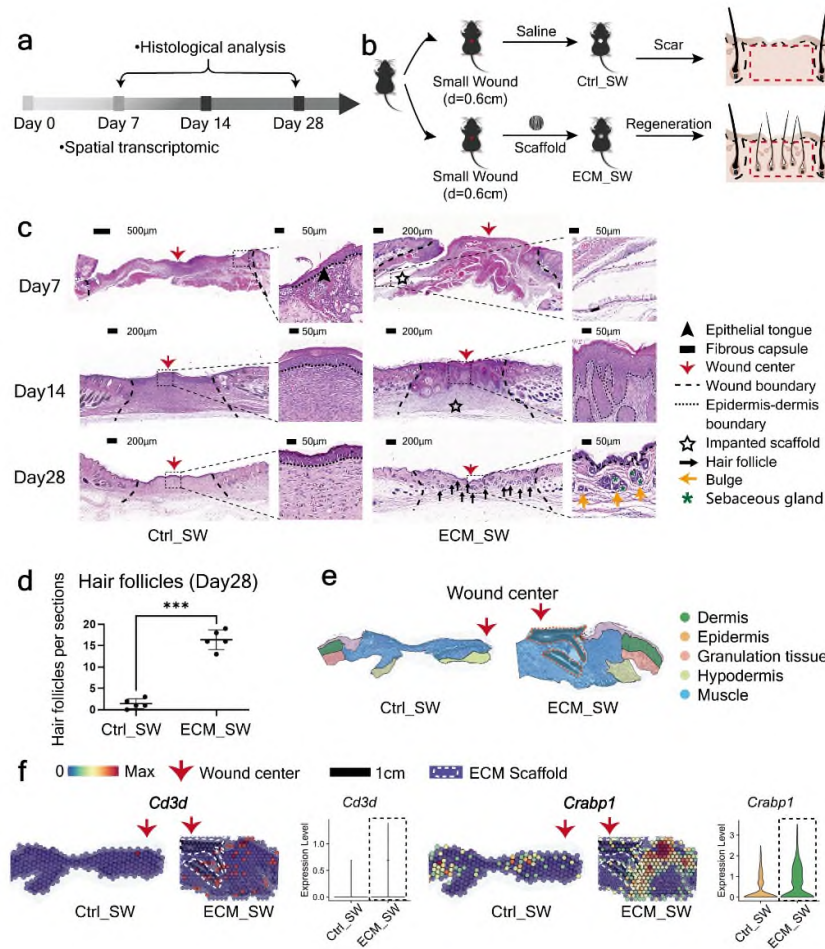 a
•Histological analysis
Day 0
Day 7
Day 14
Day 28
•Spatial transcriptomic
b
Small Wound
(d=0.6cm)
Saline
Ctrl_SW
Scar
Small Wound
(d=0.6cm)
Scaffold
ECM_SW
Regeneration
c
500μm
50μm
200μm
50μm
Day7
200μm
50μm
200μm
50μm
Day14
200μm
50μm
200μm
50μm
Day28
Ctrl_SW
ECM_SW
Epithelial tongue
Fibrous capsule
Wound center
Wound boundary
Epidermis-dermis
boundary
Impanted scaffold
Hair follicle
Bulge
Sebaceous gland
d
Hair follicles (Day28)
Hair follicles per sections
20
15
10
5
0
***
Ctrl_SW
ECM_SW
e
Wound center
Ctrl_SW
ECM_SW
Dermis
Epidermis
Granulation tissue
Hypodermis
Muscle
f
0
Max
Wound center
1cm
ECM Scaffold
Cd3d
Ctrl_SW
ECM_SW
Cd3d
Expression Level
1.0
0.5
0.0
Ctrl_SW
ECM_SW
Crabp1
Ctrl_SW
ECM_SW
Crabp1
Expression Level
3
2
1
0
Ctrl_SW
ECM_SW